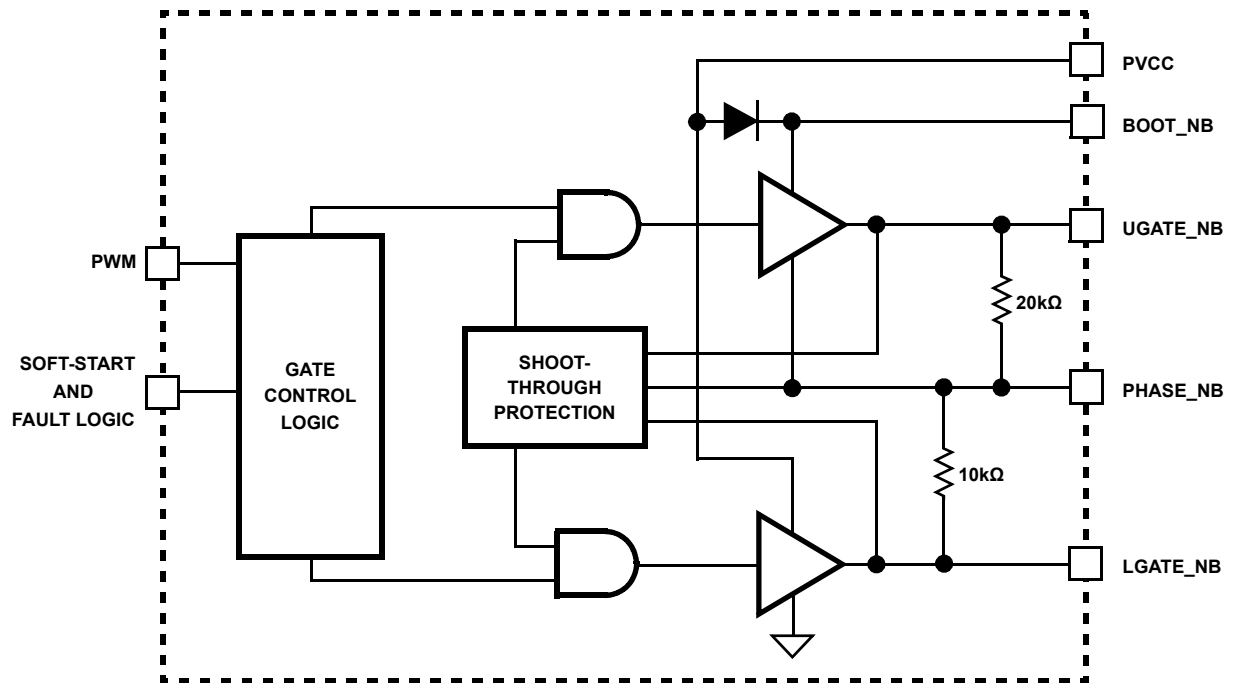 PVCC
BOOT_NB
UGATE_NB
PWM
20kΩ
SOFT-START
AND
FAULT LOGIC
GATE
CONTROL
LOGIC
SHOOT-
THROUGH
PROTECTION
PHASE_NB
10kΩ
LGATE_NB